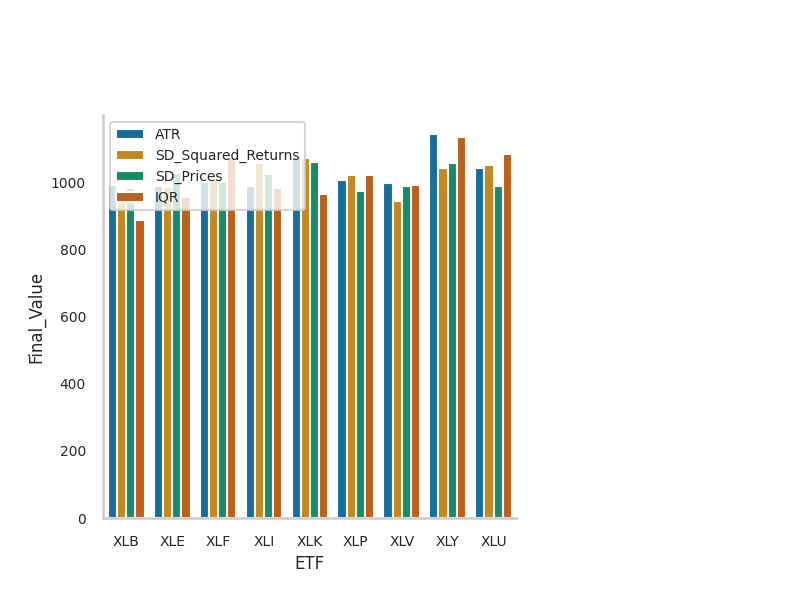 ATR
SD_Squared_Returns
SD_Prices
IQR
1000
800
600
400
200
0
Final_Value
XLB XLE XLF XLI XLK XLP XLV XLY XLU
ETF